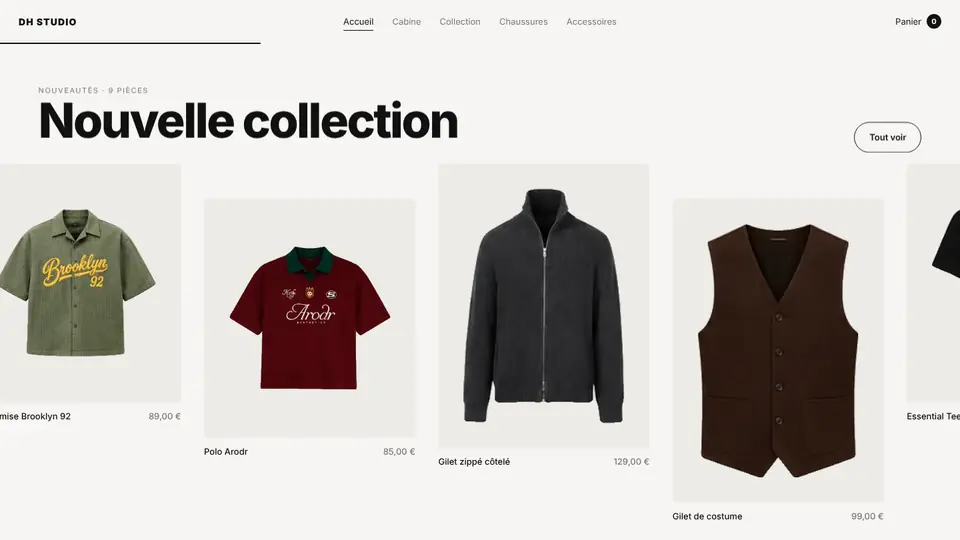 DH STUDIO
Accueil Cabine Collection Chaussures Accessoires
Panier 0
NOUVEAUTÉS · 9 PIÈCES
Nouvelle collection
Tout voir
Brooklyn
92
Arodr
mise Brooklyn 92 89,00 €
Polo Arodr 85,00 €
Gilet zippé côtelé 129,00 €
Gilet de costume 99,00 €
Essential Tee